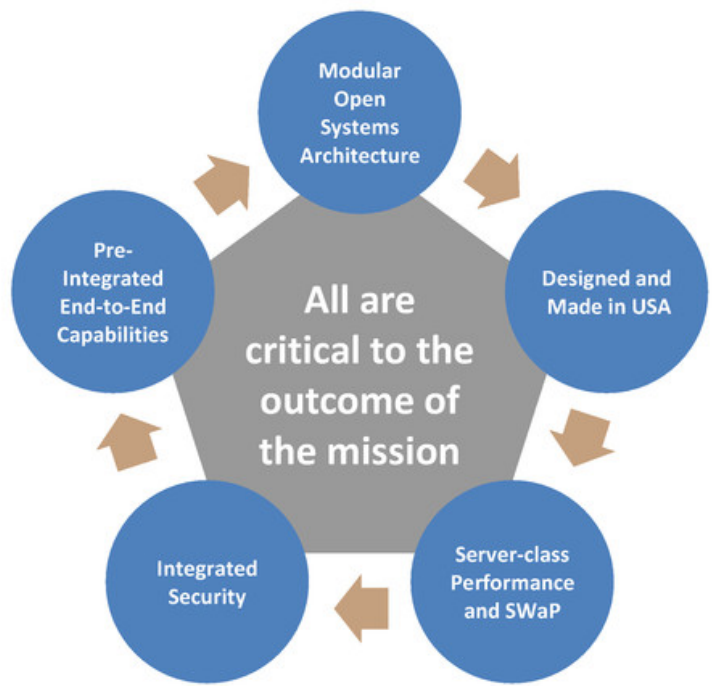 Modular
Open
Systems
Architecture
Designed and
Made in USA
Server-class
Performance
and SWaP
Integrated
Security
Pre-
Integrated
End-to-End
Capabilities
All are
critical to the
outcome of
the mission